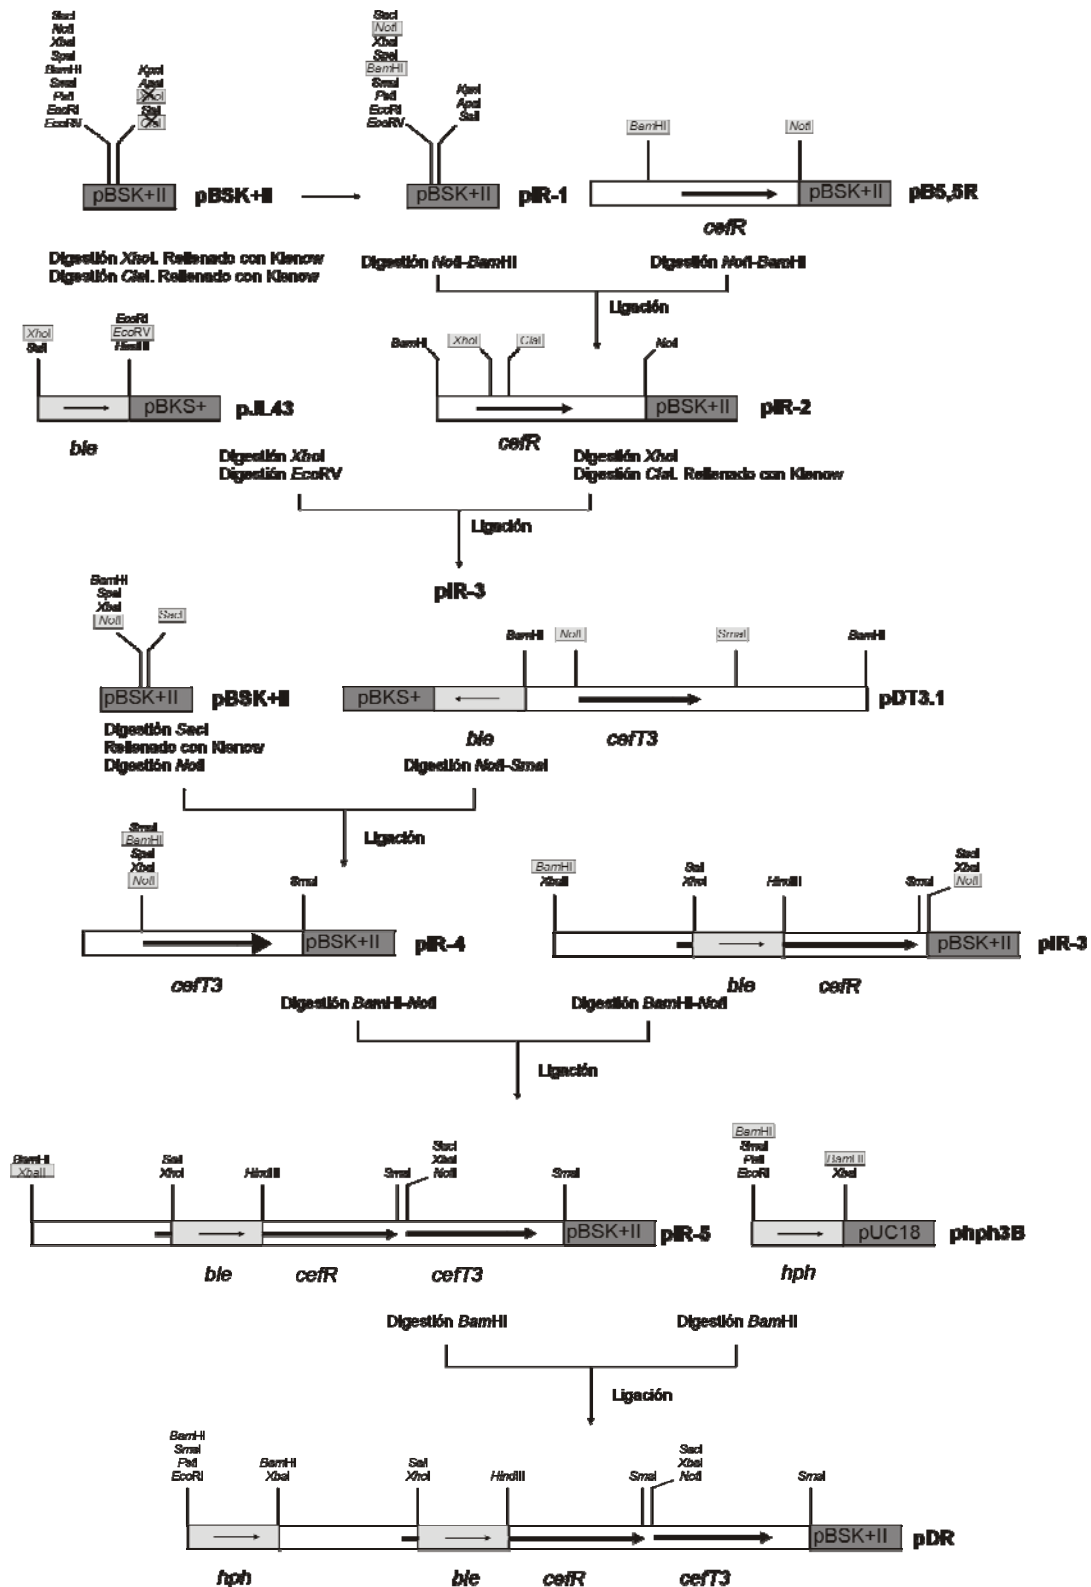 SacI
NotI
XbaI
SpeI
BamHI
SmaI
PstI
EcoRI
EcoRV
KpnI
ApaI
XhoI
SalI
ClaI
pBSK+II
pBSK+II
SacI
NotI
XbaI
SpeI
BamHI
SmaI
PstI
EcoRI
EcoRV
KpnI
ApaI
SalI
pBSK+II
pIR-1
BamHI
NotI
pBSK+II
pB5,5R
cefR
Digestión XhoI. Rellenado con Klenow
Digestión ClaI. Rellenado con Klenow
Digestión NotI-BamHI
Digestión NotI-BamHI
Ligación
XhoI
SalI
EcoRI
EcoRV
HindIII
pBKS+
pJL43
ble
BamHI
XhoI
ClaI
NotI
pBSK+II
pIR-2
cefR
Digestión XhoI
Digestión EcoRV
Digestión XhoI
Digestión ClaI. Rellenado con Klenow
Ligación
pIR-3
BamHI
SpeI
XbaI
NotI
SacI
pBSK+II
pBSK+II
BamHI
NotI
SmaI
BamHI
pBKS+
pDT3.1
ble
cefT3
Digestión SacI
Rellenado con Klenow
Digestión NotI
Digestión NotI-SmaI
Ligación
SmaI
BamHI
SpeI
XbaI
NotI
SmaI
pBSK+II
pIR-4
cefT3
BamHI
XbaII
SalI
XhoI
HindIII
SmaI
SacI
XbaI
NotI
pBSK+II
pIR-3
ble
cefR
Digestión BamHI-NotI
Digestión BamHI-NotI
Ligación
BamHI
XbaII
SalI
XhoI
HindIII
SmaI
SacI
XbaI
NotI
SmaI
pBSK+II
pIR-5
ble
cefR
cefT3
BamHI
SmaI
PstI
EcoRI
BamHI
XbaI
pUC18
phph3B
hph
Digestión BamHI
Digestión BamHI
Ligación
BamHI
SmaI
PstI
EcoRI
BamHI
XbaI
SalI
XhoI
HindIII
SmaI
SacI
XbaI
NotI
SmaI
pBSK+II
pDR
hph
ble
cefR
cefT3